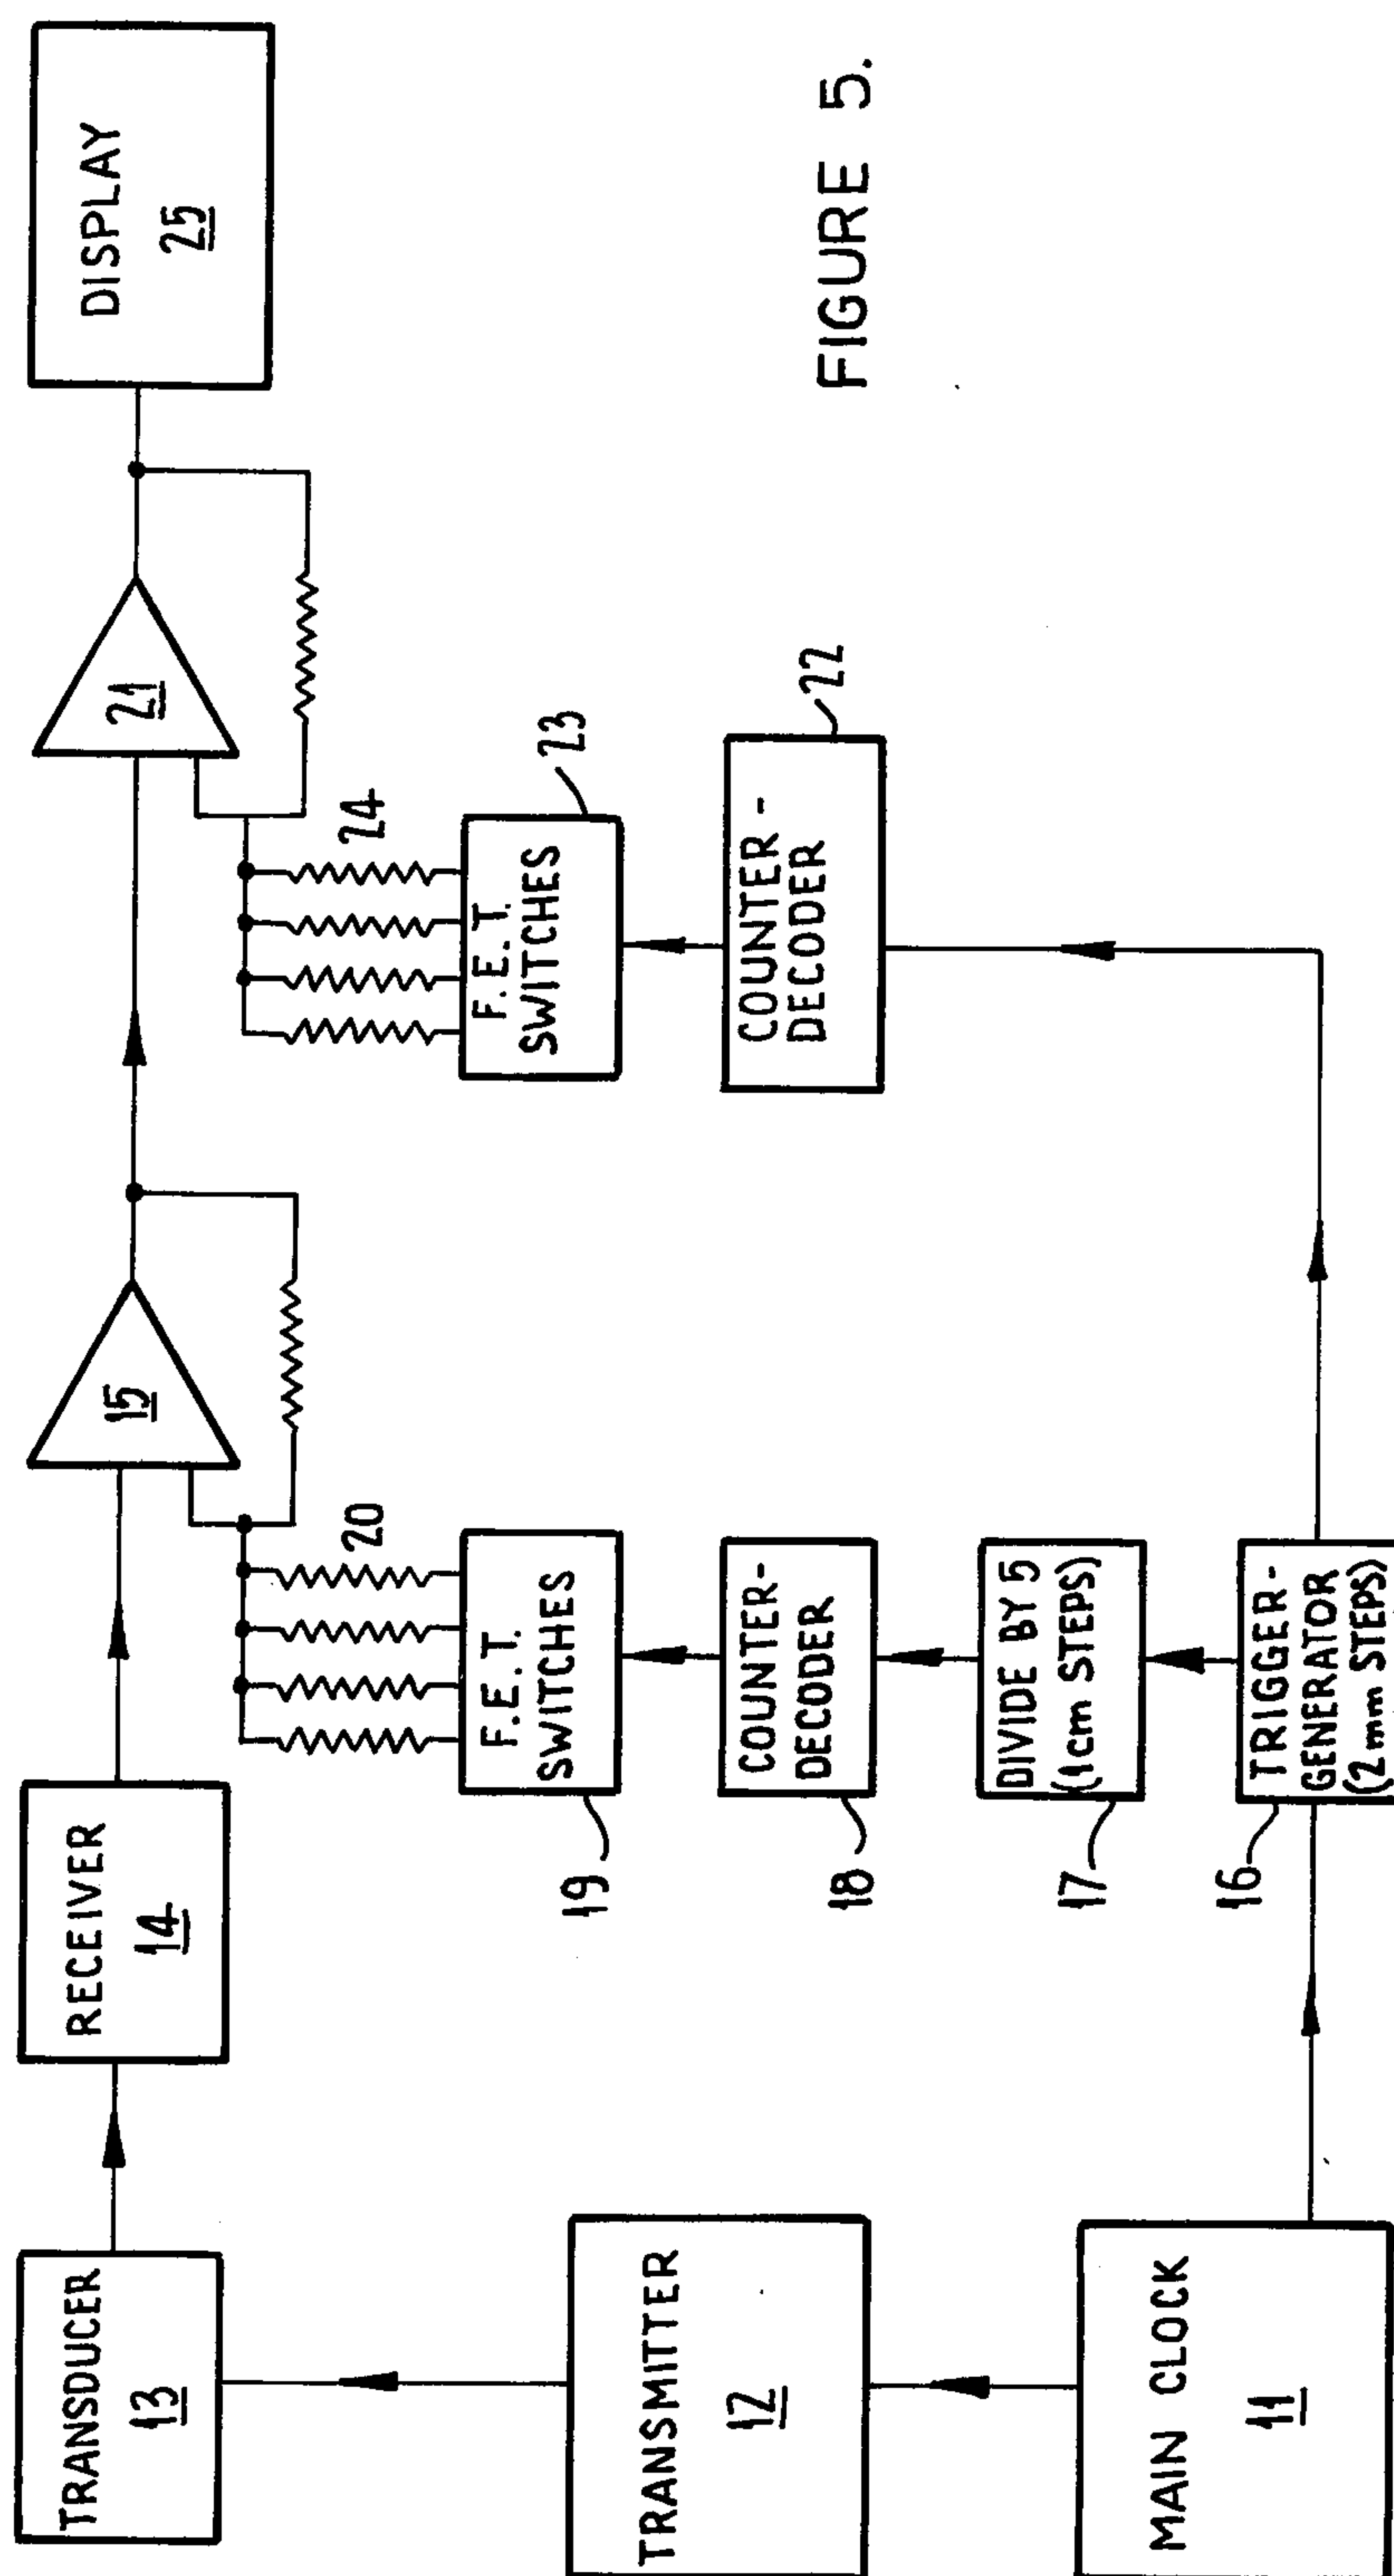 TRANSDUCER
13
RECEIVER
14
15
21
DISPLAY
25
20
24
F.E.T.
SWITCHES
19
F.E.T.
SWITCHES
23
TRANSMITTER
12
COUNTER-
DECODER
18
COUNTER-
DECODER
22
DIVIDE BY 5
(1cm STEPS)
17
MAIN CLOCK
11
TRIGGER-
GENERATOR
(2mm STEPS)
16
FIGURE 5.